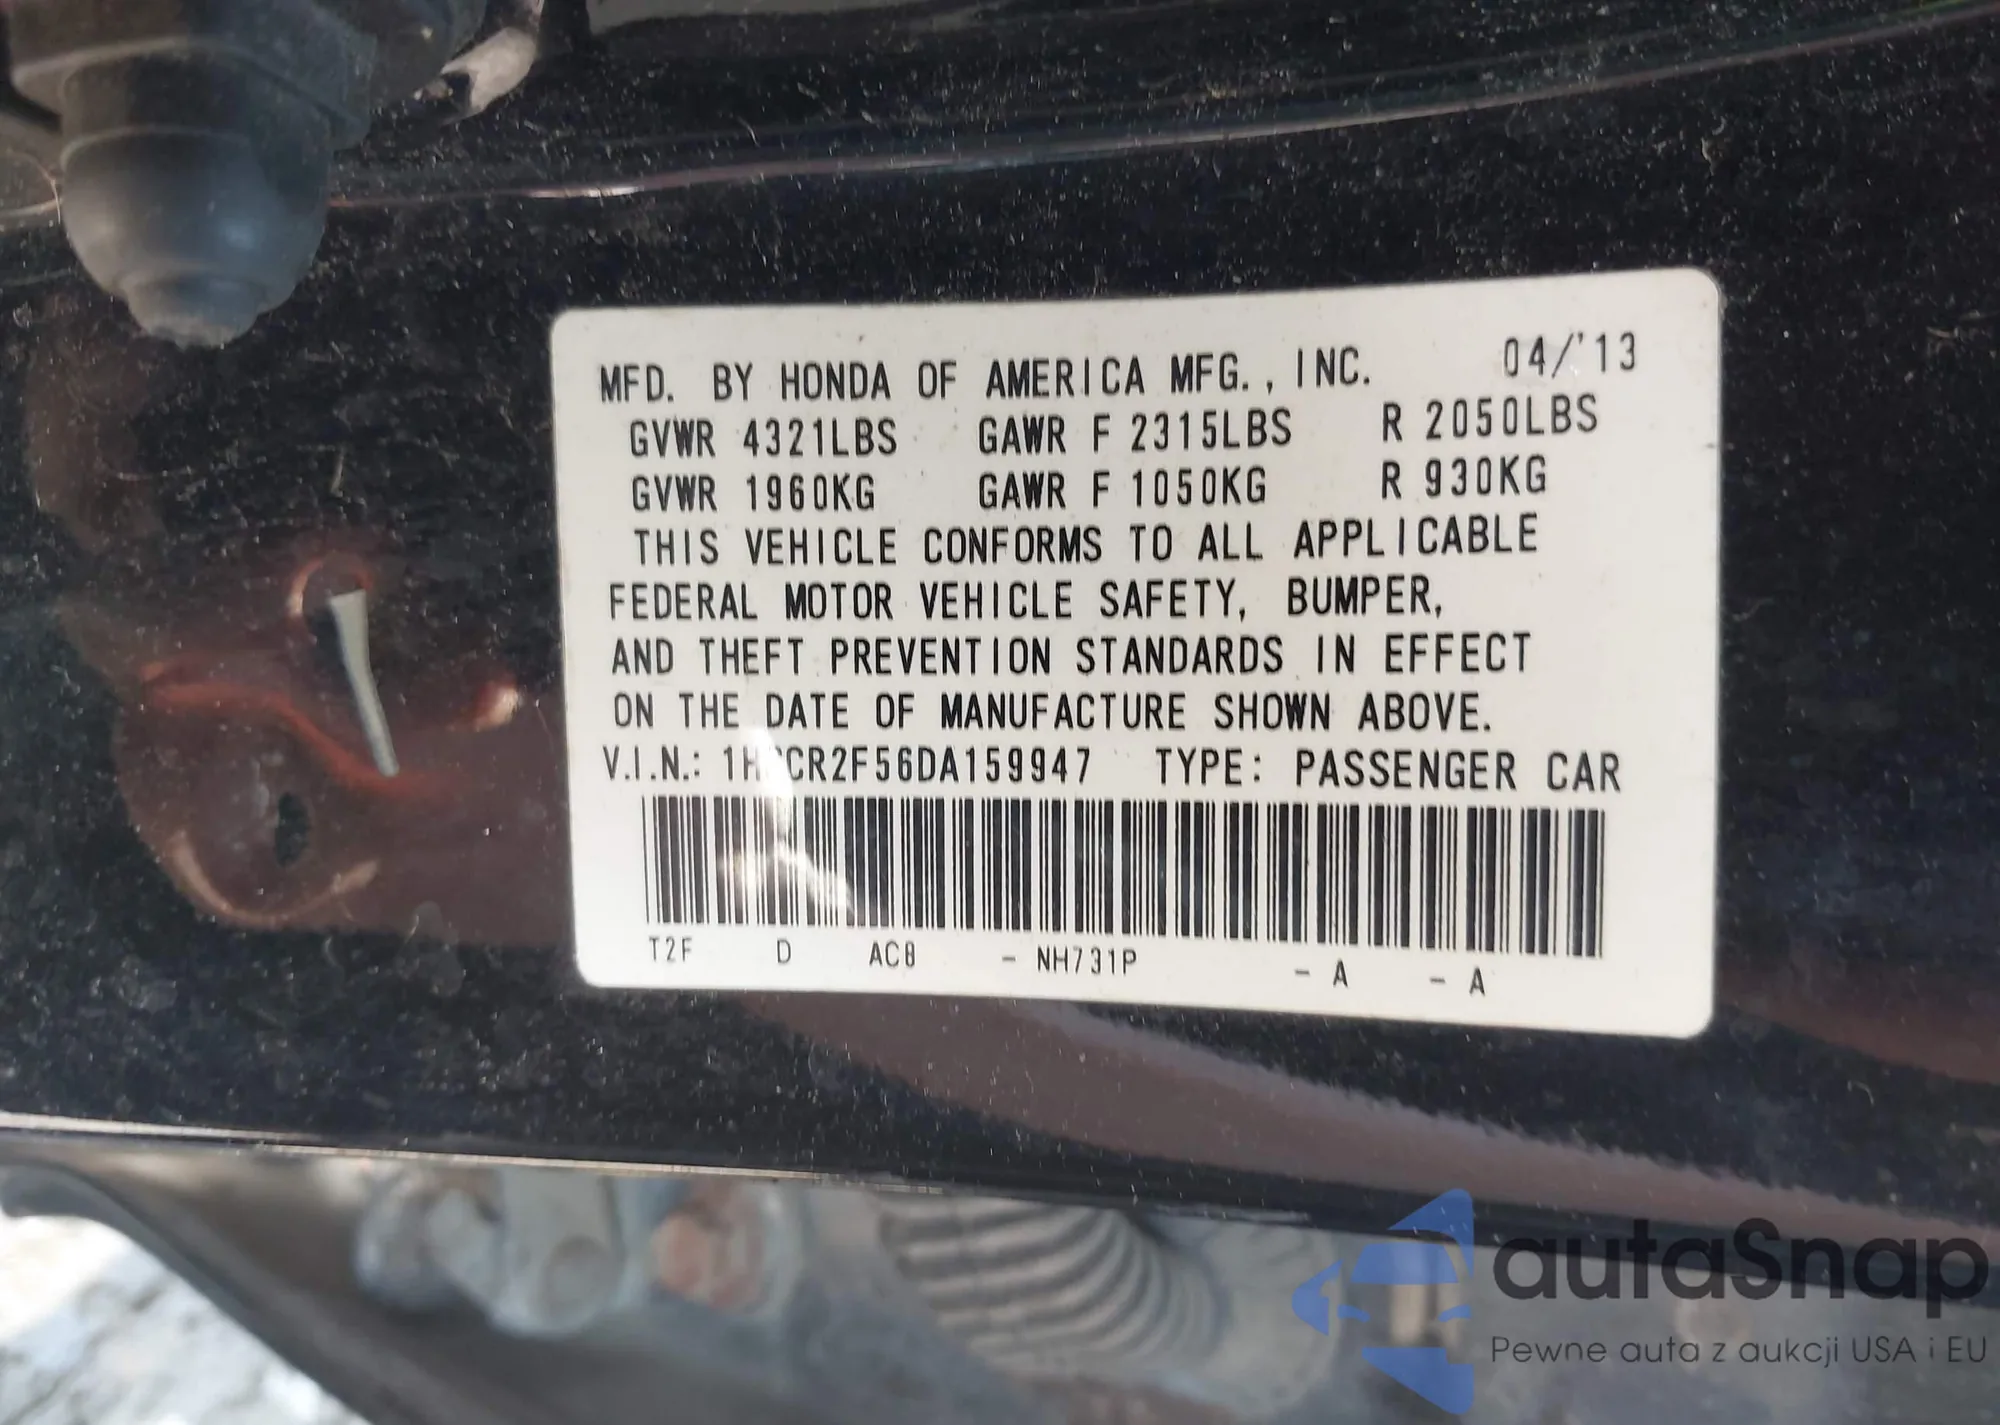 MFD. BY HONDA OF AMERICA MFG., INC. 04/'13
GVWR 4321LBS GAWR F 2315LBS R 2050LBS
GVWR 1960KG GAWR F 1050KG R 930KG
THIS VEHICLE CONFORMS TO ALL APPLICABLE
FEDERAL MOTOR VEHICLE SAFETY, BUMPER,
AND THEFT PREVENTION STANDARDS IN EFFECT
ON THE DATE OF MANUFACTURE SHOWN ABOVE.
V.I.N.: TYPE: PASSENGER CAR
T2F D AC8 - NH731P - A - A
autaSnap
Pewne auta z aukcji USA i EU